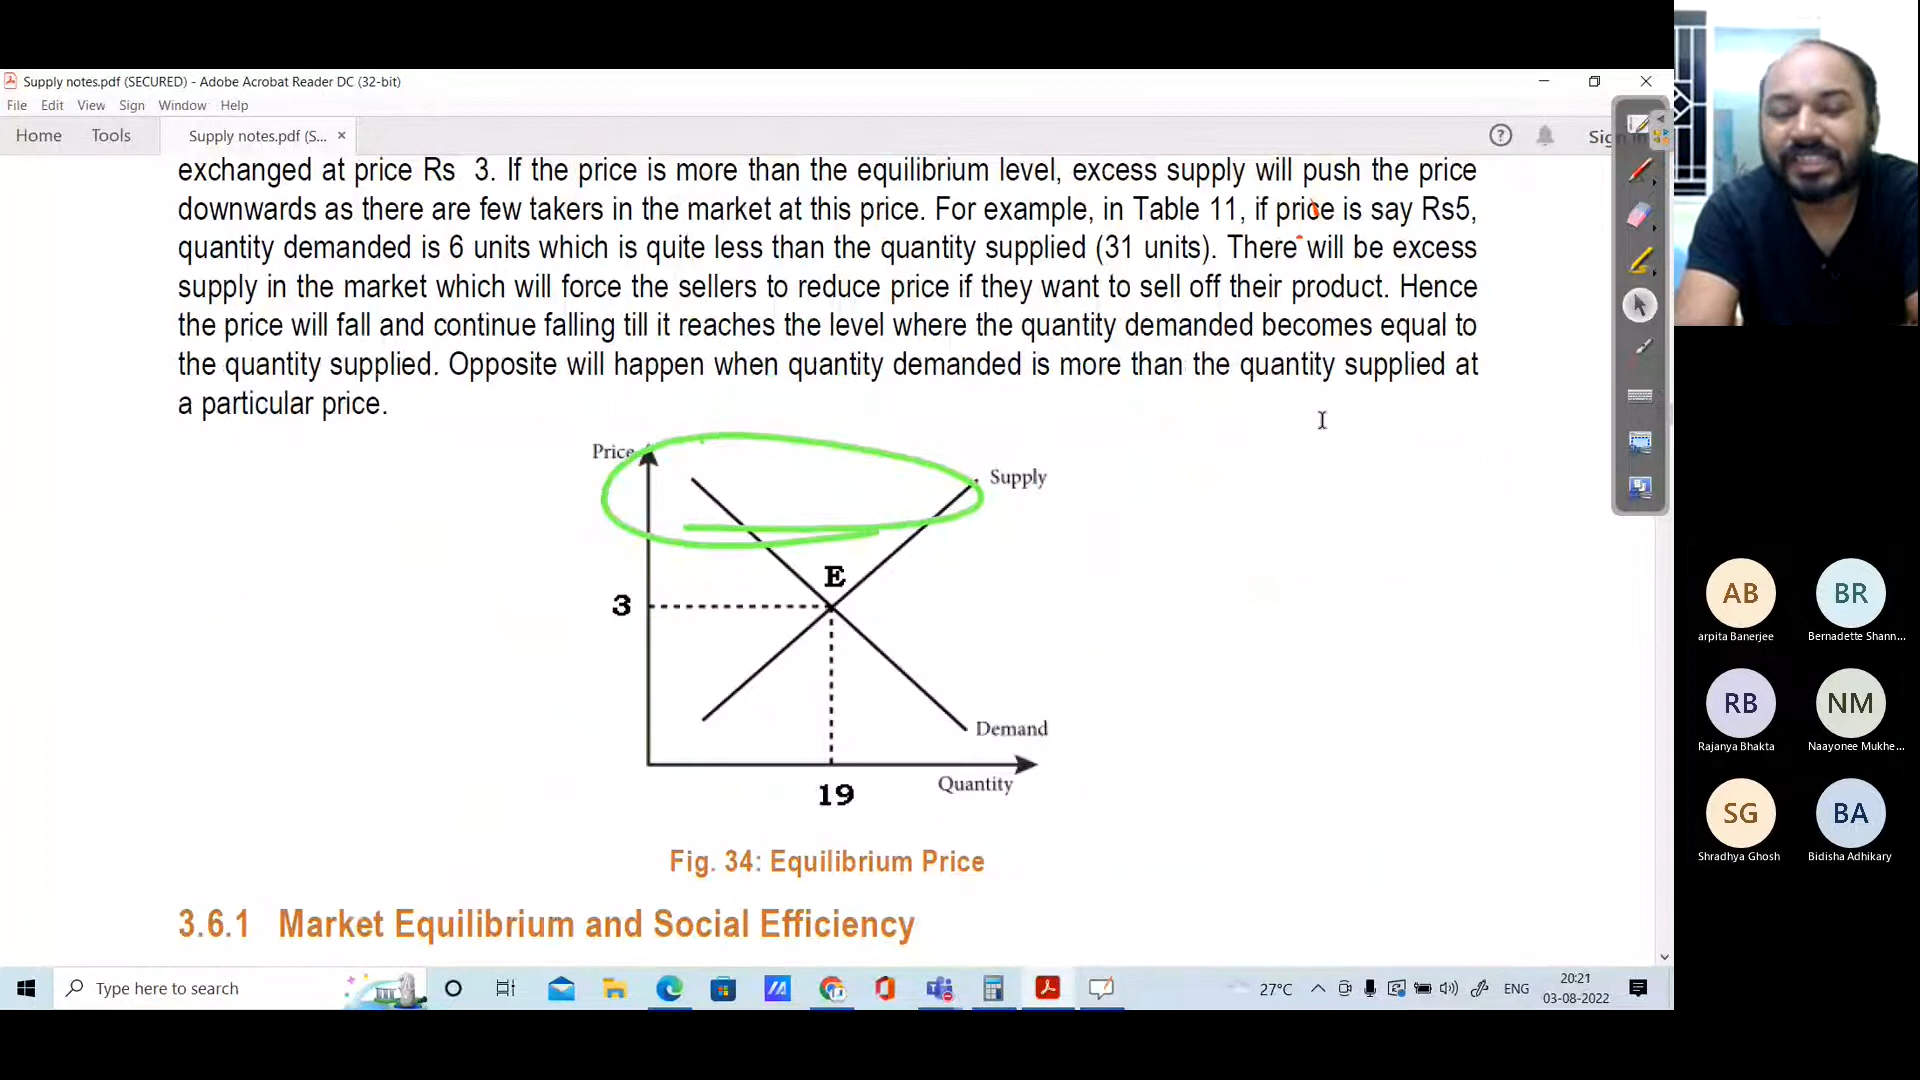 Supply notes.pdf (SECURED) - Adobe Acrobat Reader DC (32-bit)
File Edit View Sign Window Help
Home Tools Supply notes.pdf (S... × Sign In
exchanged at price Rs 3. If the price is more than the equilibrium level, excess supply will push the price
downwards as there are few takers in the market at this price. For example, in Table 11, if price is say Rs5,
quantity demanded is 6 units which is quite less than the quantity supplied (31 units). There will be excess
supply in the market which will force the sellers to reduce price if they want to sell off their product. Hence
the price will fall and continue falling till it reaches the level where the quantity demanded becomes equal to
the quantity supplied. Opposite will happen when quantity demanded is more than the quantity supplied at
a particular price.
Price
Supply
E
3
Demand
Quantity
19
Fig. 34: Equilibrium Price
3.6.1 Market Equilibrium and Social Efficiency
AB BR
arpita Banerjee Bernadette Shann...
RB NM
Rajanya Bhakta Naayonee Mukhe...
SG BA
Shradhya Ghosh Bidisha Adhikary
Type here to search
27°C ENG
20:21
03-08-2022